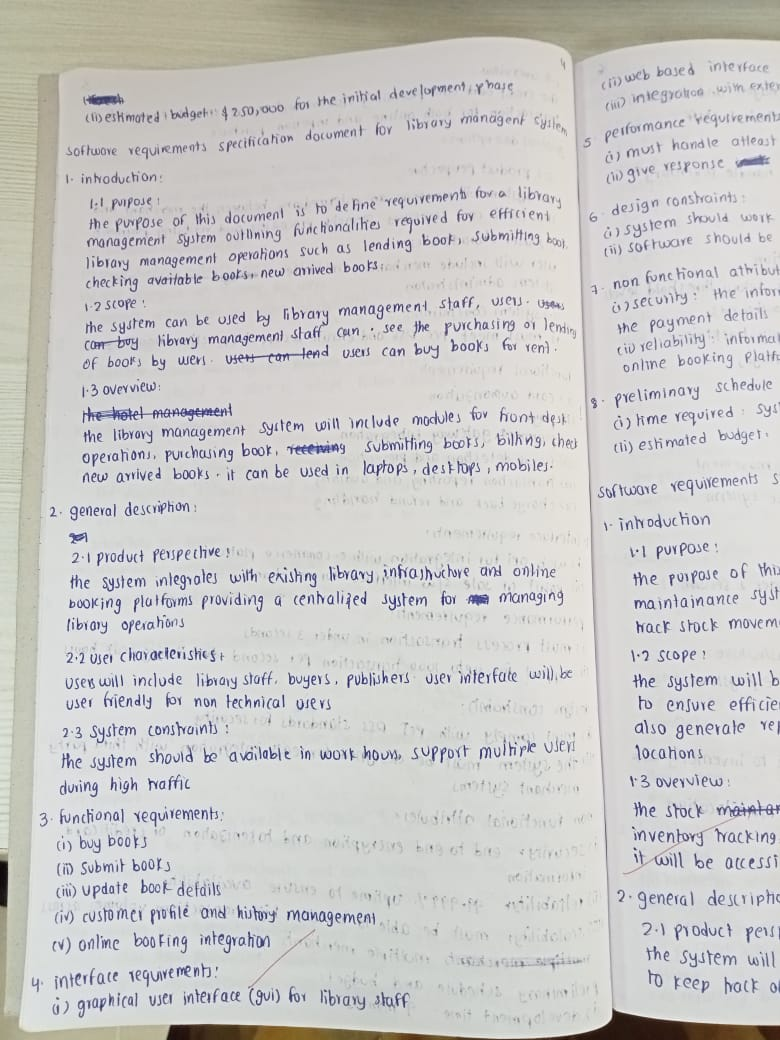 (ii) estimated budget: $250,000 for the initial development phase
software requirements specification document for library managent system
1. introduction:
1.1 purpose:
the purpose of this document is to define requirements for a library
management system outlining functionalities required for efficient
library management operations such as lending book, submitting book,
checking available books, new arrived books.
1.2 scope:
the system can be used by library management staff, users. users
can buy library management staff can see the purchasing or lending
of books by users. users can lend users can buy books for rent.
1.3 overview:
the hotel management
the library management system will include modules for front desk
operations, purchasing book, receiving submitting books, billing, check
new arrived books. it can be used in laptops, desktops, mobiles.
2. general description:
2.1 product perspective:
the system integrates with existing library infrastructure and online
booking platforms providing a centralized system for managing
library operations
2.2 user characteristics:
users will include library staff, buyers, publishers user interface will be
user friendly for non technical users
2.3 system constraints:
the system should be available in work hours, support multiple users
during high traffic
3. functional requirements:
(i) buy books
(ii) submit books
(iii) update book details
(iv) customer profile and history management
(v) online booking integration
4. interface requirements:
(i) graphical user interface (gui) for library staff
4
(ii) web based interface
(iii) integration with exter
5 performance requirement
(i) must handle atleast
(ii) give response
6. design constraints:
(i) system should work
(ii) software should be
7. non functional attribut
(i) security: the infor
the payment details
(ii) reliability: informa
online booking platf
8. preliminary schedule
(i) time required: sys
(ii) estimated budget:
software requirements s
1. introduction
1.1 purpose:
the purpose of thi
maintainance syst
track stock movem
1.2 scope:
the system will b
to ensure efficie
also generate rep
locations
1.3 overview:
the stock maintan
inventory tracking
it will be accessi
2. general descriptio
2.1 product persp
the system will
to keep track o